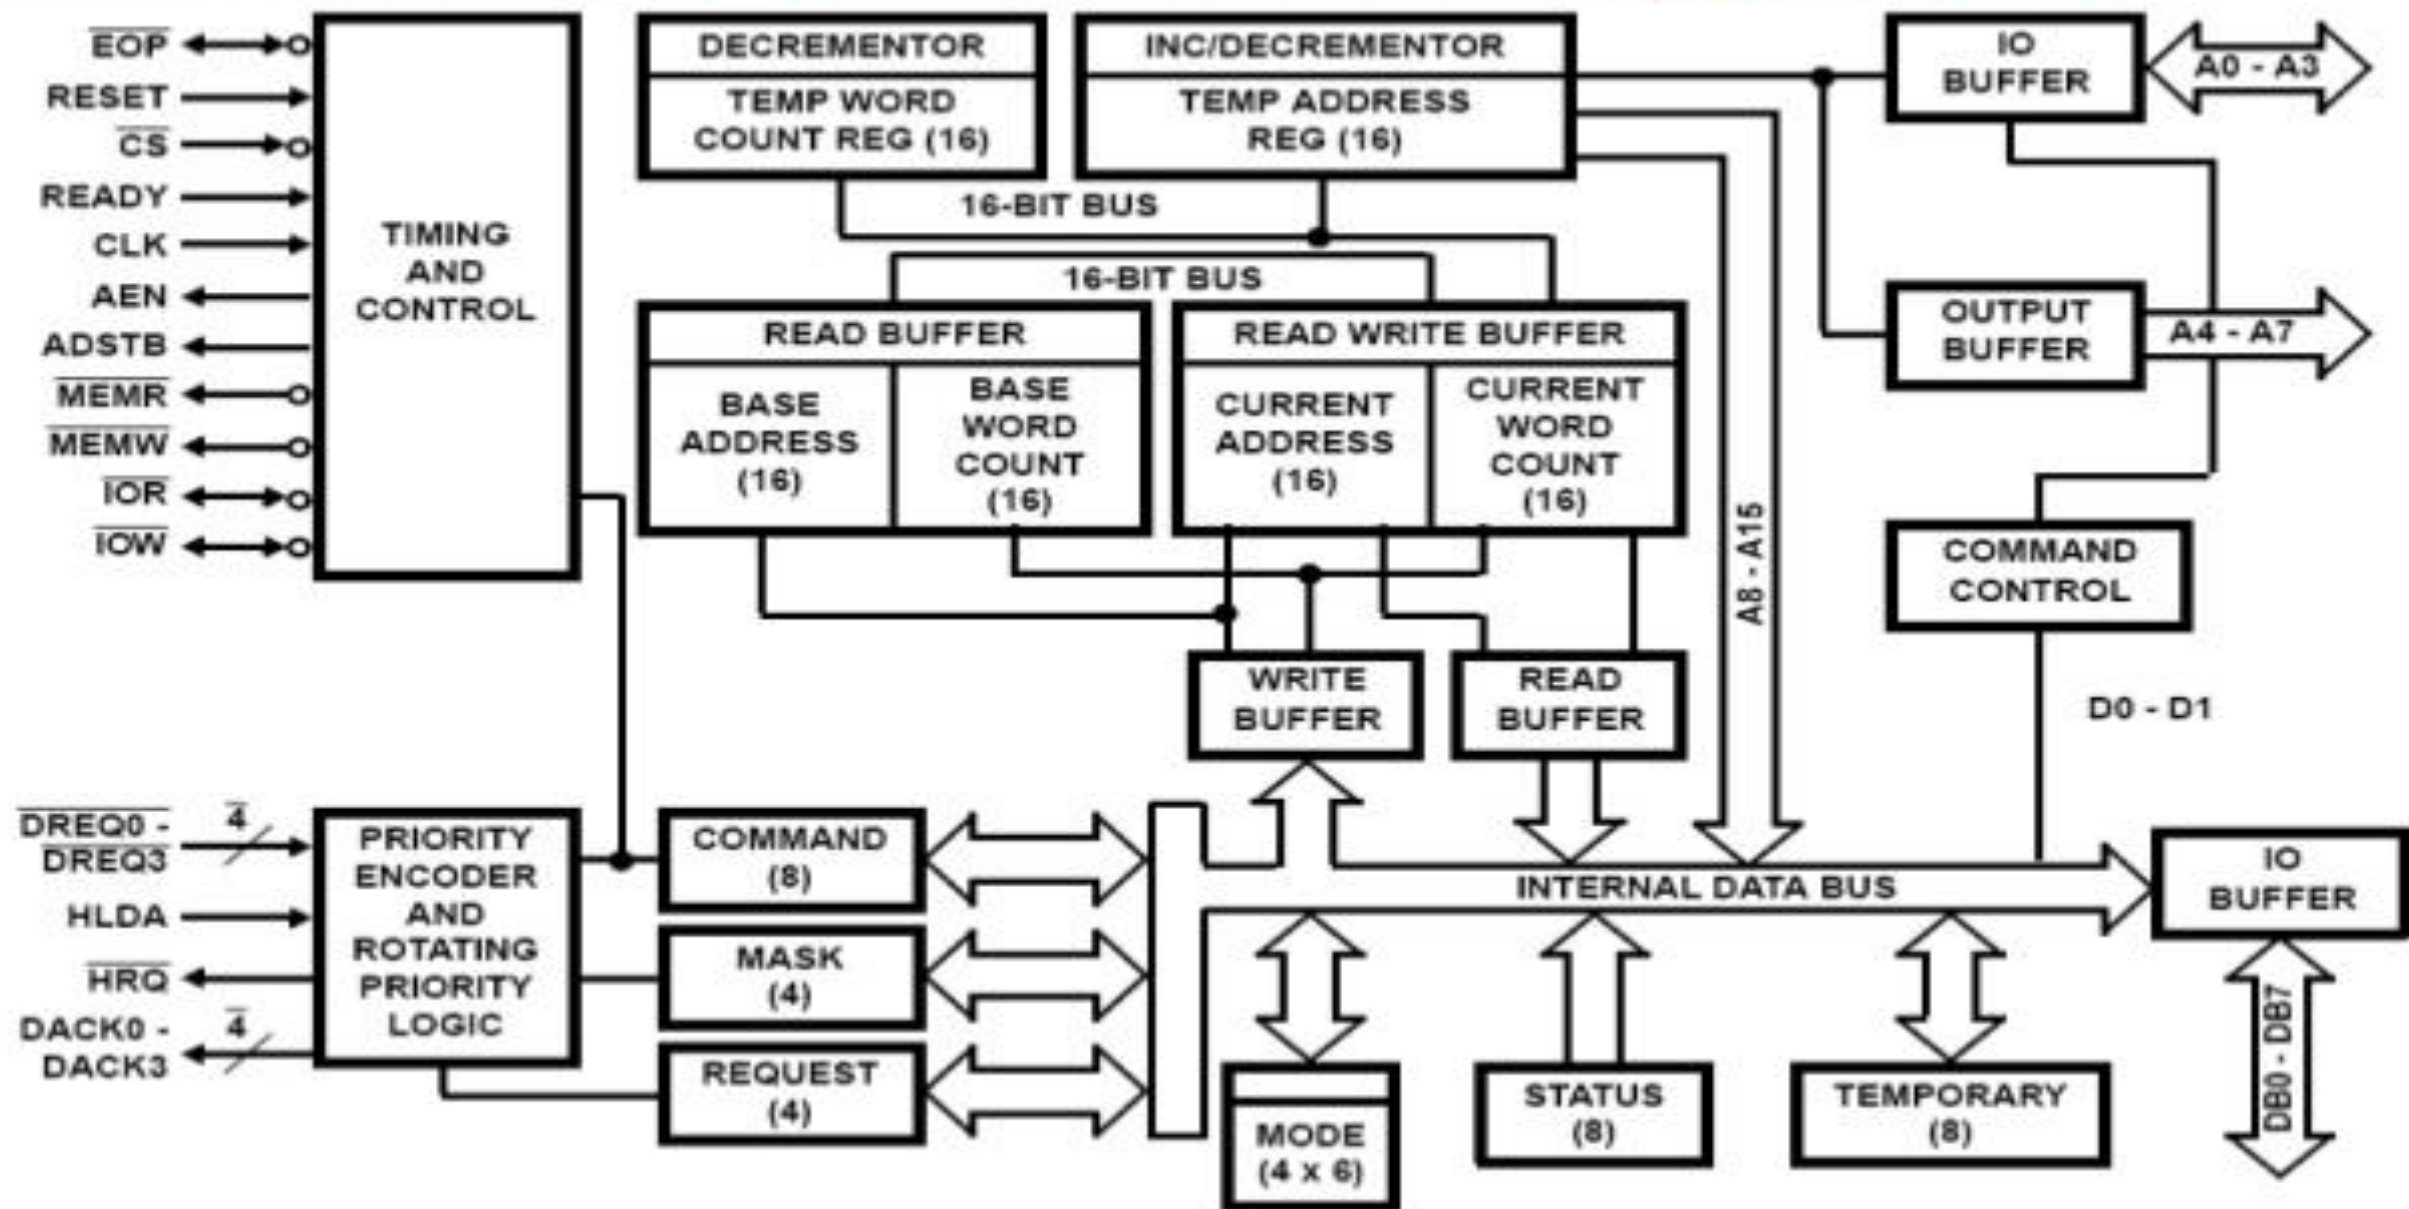 EOP
RESET
CS
READY
CLK
AEN
ADSTB
MEMR
MEMW
IOR
IOW
TIMING
AND
CONTROL
DECREMENTOR
TEMP WORD
COUNT REG (16)
INC/DECREMENTOR
TEMP ADDRESS
REG (16)
16-BIT BUS
16-BIT BUS
READ BUFFER
BASE
ADDRESS
(16)
BASE
WORD
COUNT
(16)
READ WRITE BUFFER
CURRENT
ADDRESS
(16)
CURRENT
WORD
COUNT
(16)
IO
BUFFER
A0 - A3
OUTPUT
BUFFER
A4 - A7
A8 - A15
COMMAND
CONTROL
D0 - D1
WRITE
BUFFER
READ
BUFFER
DREQ0 -
DREQ3
4
HLDA
HRQ
DACK0 -
DACK3
4
PRIORITY
ENCODER
AND
ROTATING
PRIORITY
LOGIC
COMMAND
(8)
MASK
(4)
REQUEST
(4)
INTERNAL DATA BUS
IO
BUFFER
DB0 - DB7
MODE
(4 x 6)
STATUS
(8)
TEMPORARY
(8)